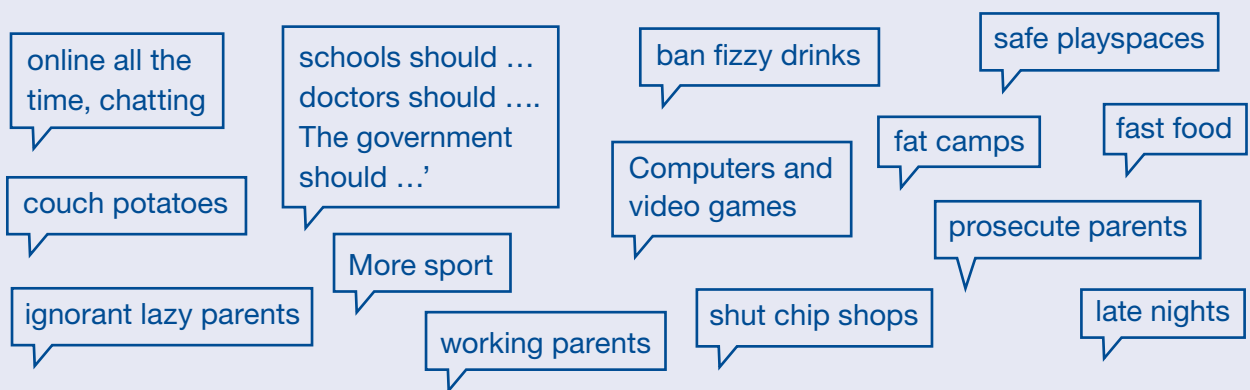 online all the
time, chatting
schools should …
doctors should ….
The government
should …’
ban fizzy drinks
safe playspaces
fat camps
fast food
couch potatoes
Computers and
video games
prosecute parents
More sport
ignorant lazy parents
working parents
shut chip shops
late nights